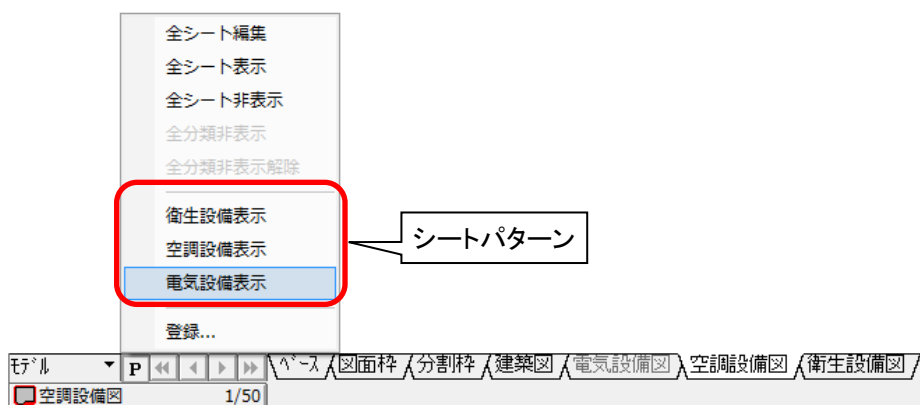 全シート編集
全シート表示
全シート非表示
全分類非表示
全分類非表示解除
衛生設備表示
空調設備表示
電気設備表示
シートパターン
登録...
ﾓﾃﾞﾙ P ﾍﾞｰｽ 図面枠 分割枠 建築図 電気設備図 空調設備図 衛生設備図
空調設備図 1/50